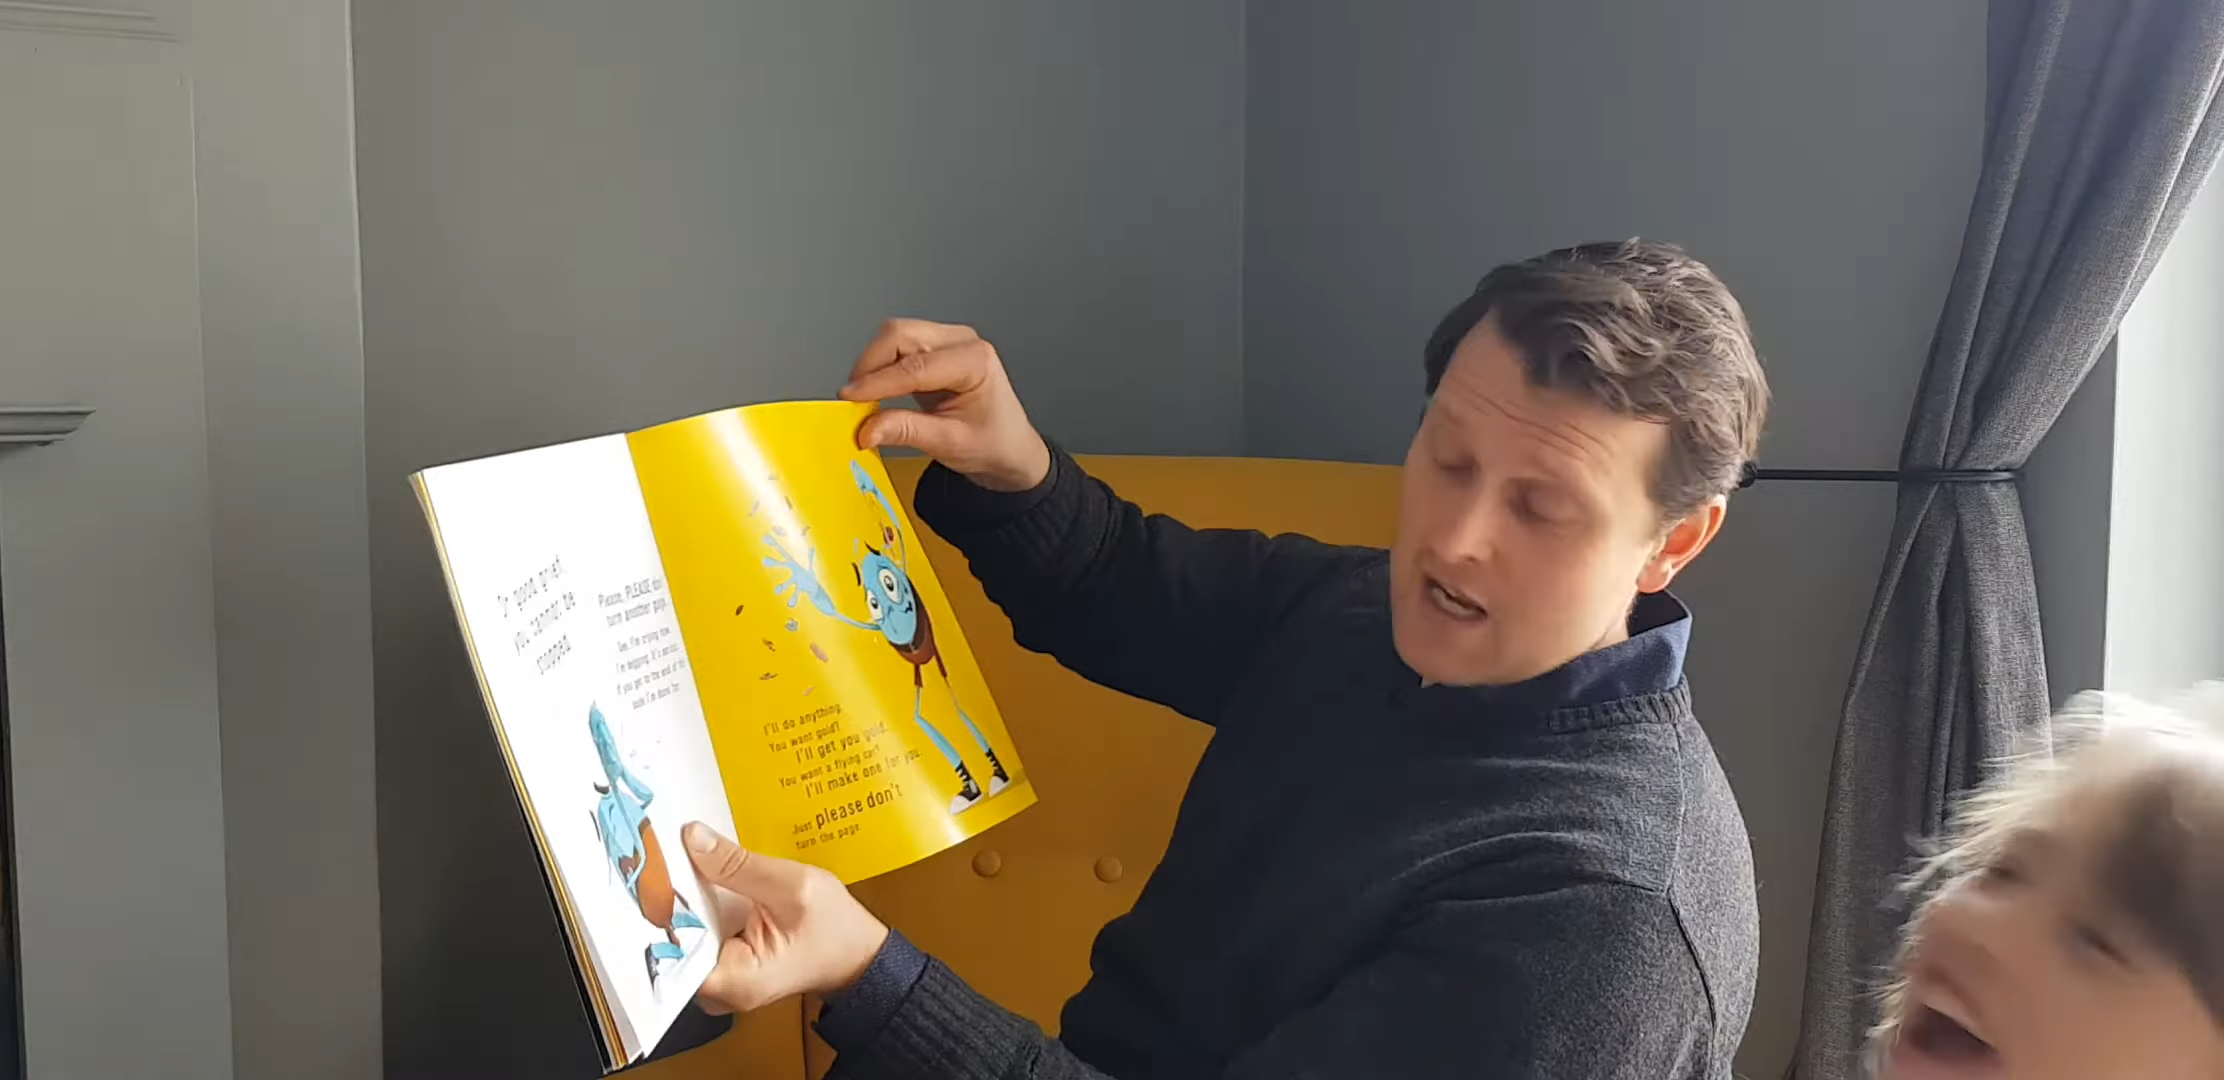 Oh good grief,
you cannot be
stopped.
Please, PLEASE don't
turn another page.
See, I'm crying now.
I'm begging. It's serious.
If you get to the end of this
book I'm done for.
I'll do anything.
You want gold?
I'll get you gold.
You want a flying car?
I'll make one for you.
Just please don't
turn the page.